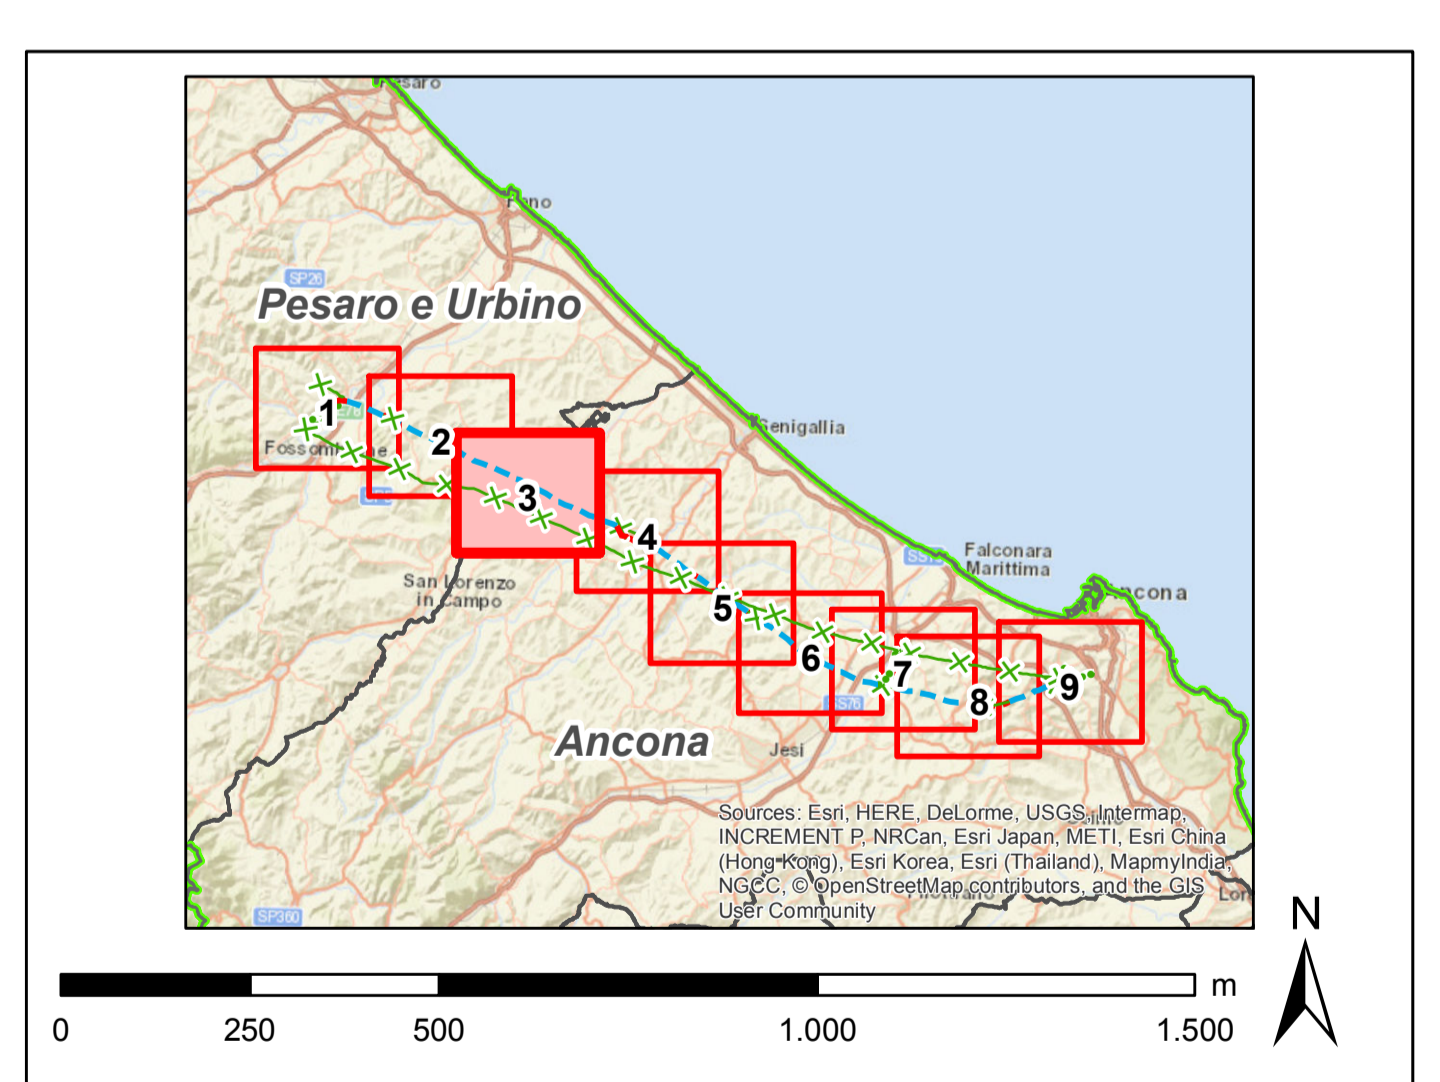 Fano
SP26
Pesaro e Urbino
Senigallia
1
2
3
4
5
6
7
8
9
San Lorenzo
in Campo
Falconara
Marittima
Ancona
SS76
Ancona
Jesi
Sources: Esri, HERE, DeLorme, USGS, Intermap,
INCREMENT P, NRCan, Esri Japan, METI, Esri China
(Hong Kong), Esri Korea, Esri (Thailand), MapmyIndia,
NGCC, © OpenStreetMap contributors, and the GIS
User Community
SP360
N
m
0 250 500 1.000 1.500